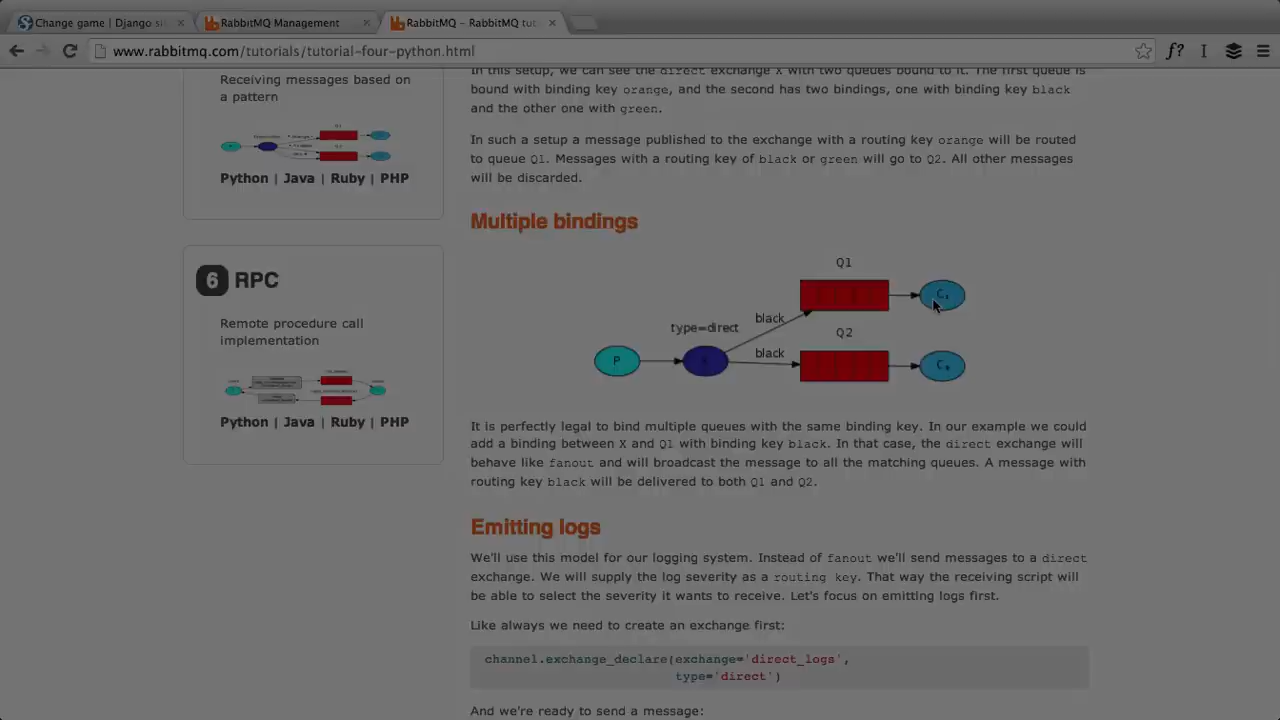 Change game | Django si
RabbitMQ Management
RabbitMQ – RabbitMQ tut
www.rabbitmq.com/tutorials/tutorial-four-python.html
f?
Receiving messages based on
a pattern
Python | Java | Ruby | PHP
6 RPC
Remote procedure call
implementation
Python | Java | Ruby | PHP
In this setup, we can see the direct exchange X with two queues bound to it. The first queue is
bound with binding key orange, and the second has two bindings, one with binding key black
and the other one with green.
In such a setup a message published to the exchange with a routing key orange will be routed
to queue Q1. Messages with a routing key of black or green will go to Q2. All other messages
will be discarded.
Multiple bindings
Q1
type=direct
black
Q2
P
black
It is perfectly legal to bind multiple queues with the same binding key. In our example we could
add a binding between X and Q1 with binding key black. In that case, the direct exchange will
behave like fanout and will broadcast the message to all the matching queues. A message with
routing key black will be delivered to both Q1 and Q2.
Emitting logs
We'll use this model for our logging system. Instead of fanout we'll send messages to a direct
exchange. We will supply the log severity as a routing key. That way the receiving script will
be able to select the severity it wants to receive. Let's focus on emitting logs first.
Like always we need to create an exchange first:
channel.exchange_declare(exchange='direct_logs',
type='direct')
And we're ready to send a message: